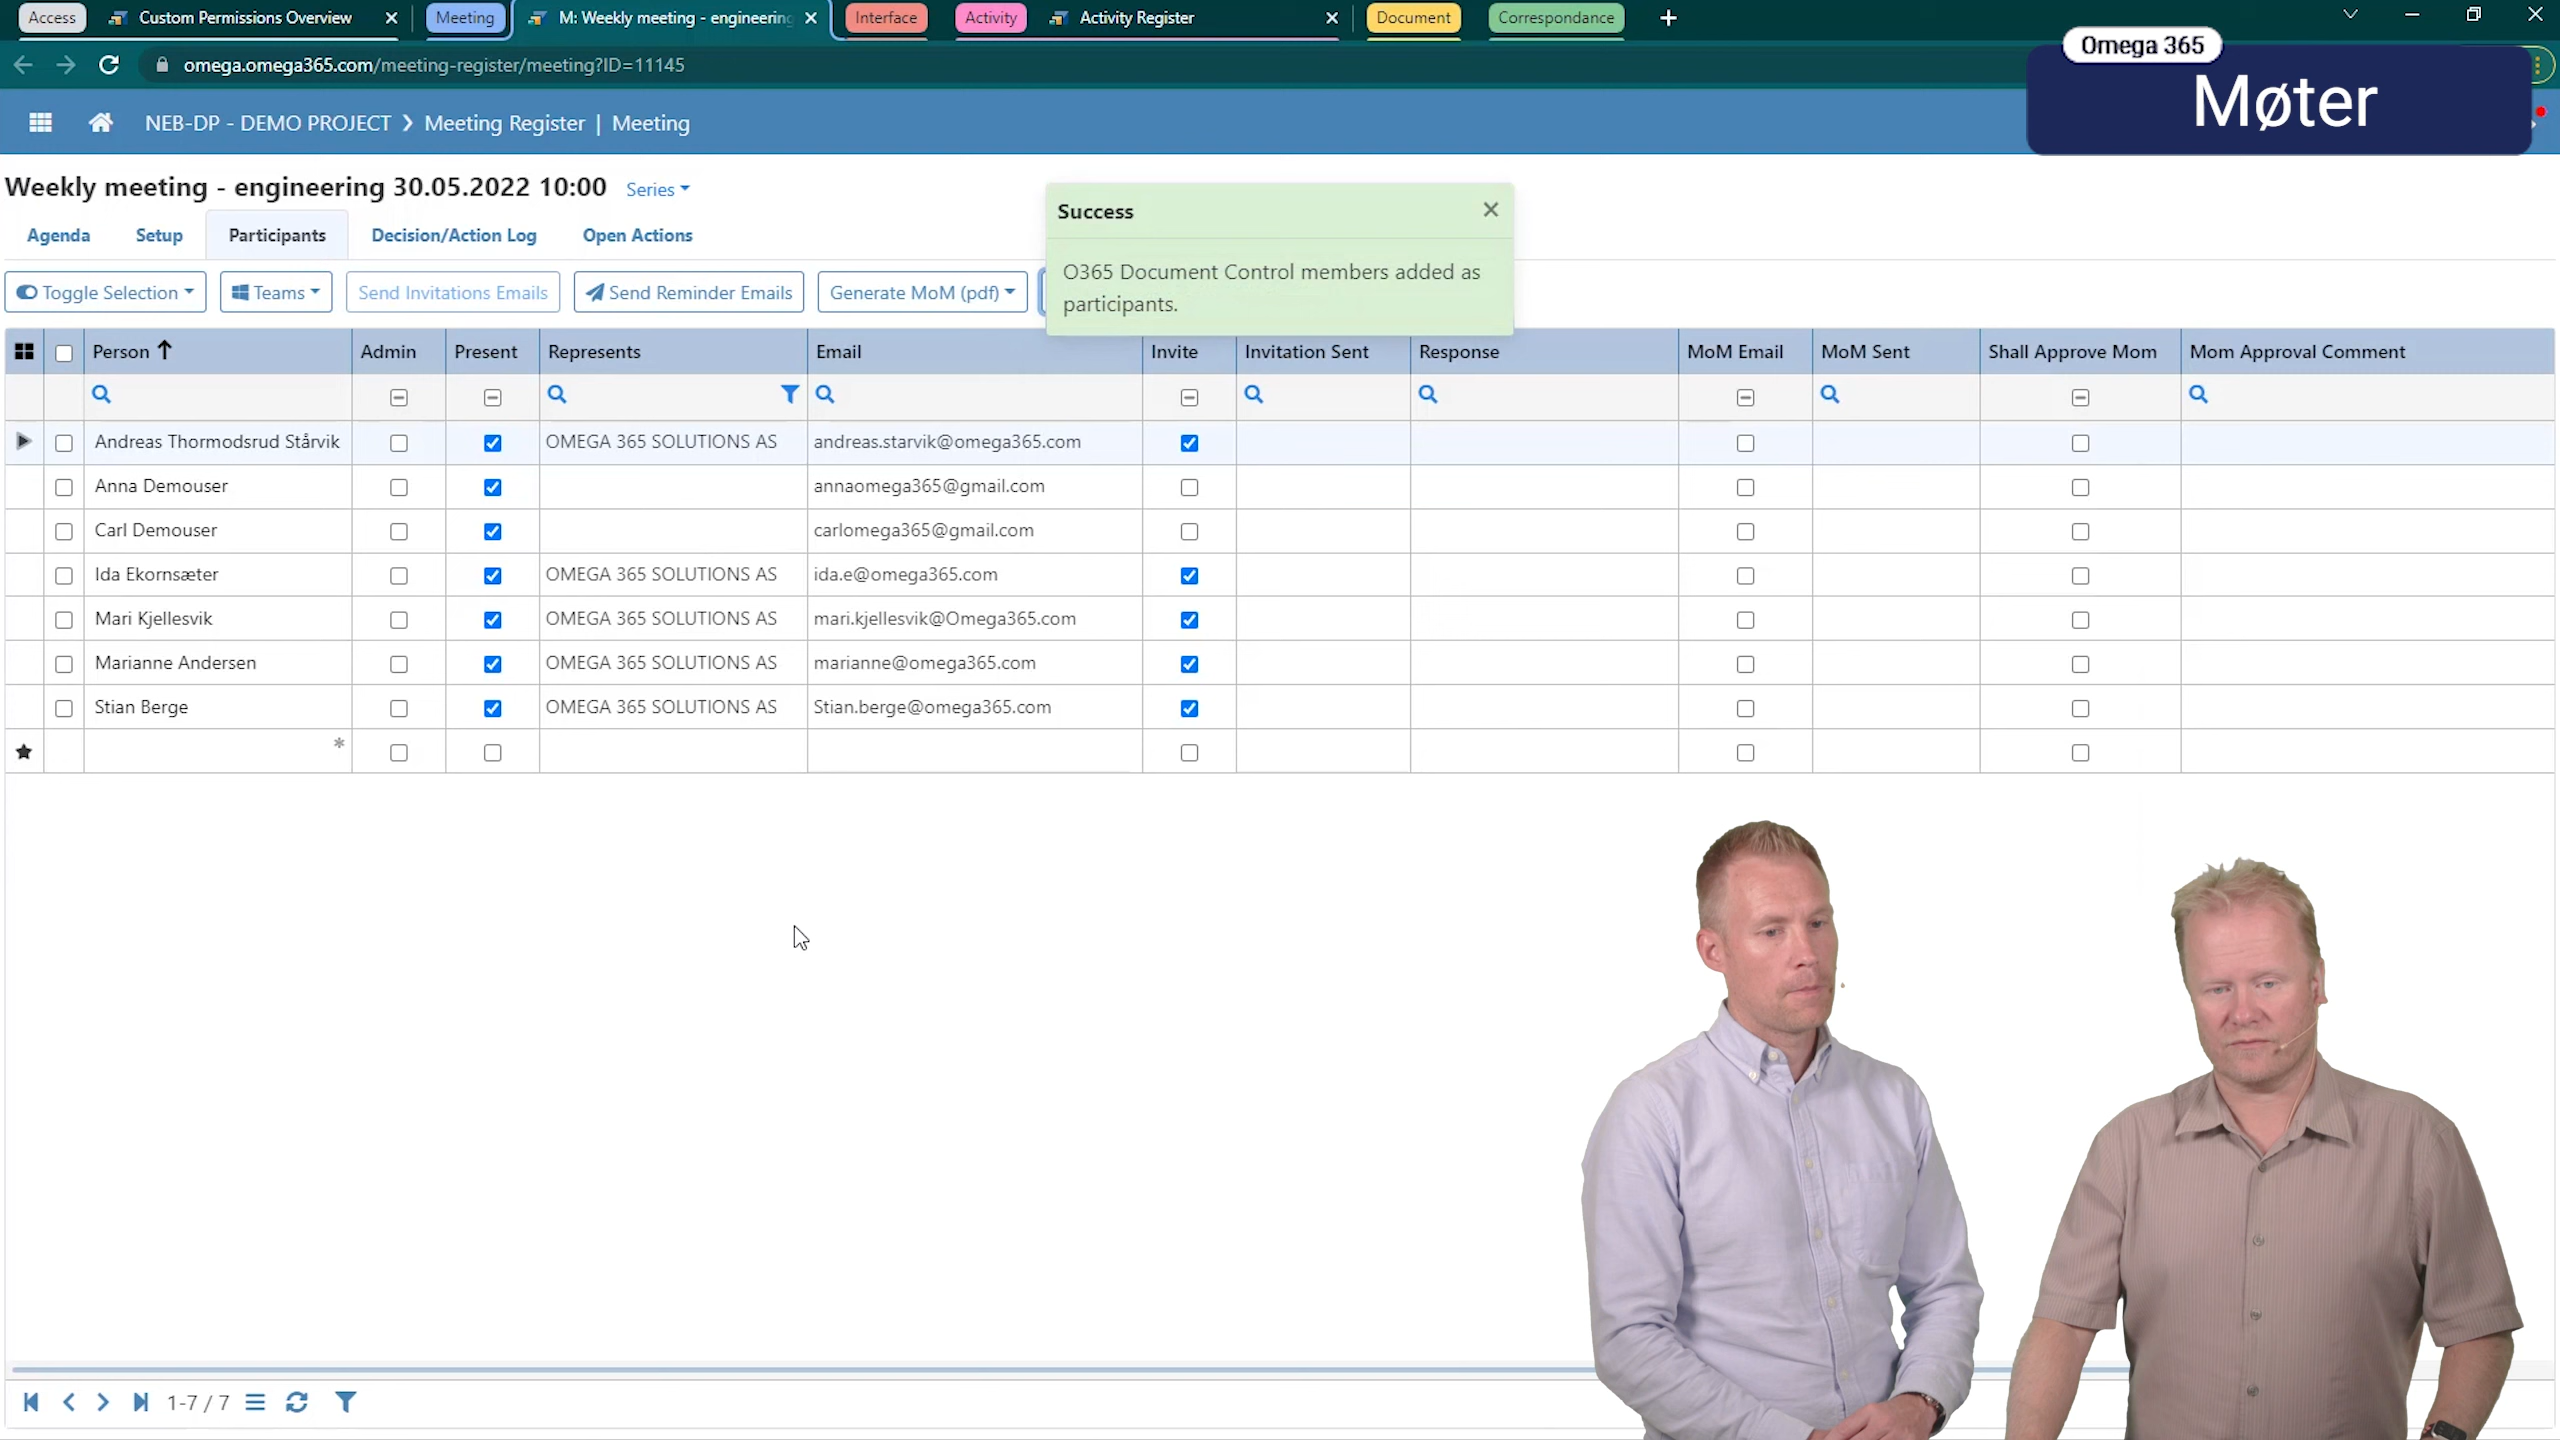 Access
Custom Permissions Overview
Meeting
M: Weekly meeting - engineering
Interface
Activity
Activity Register
Document
Correspondance
omega.omega365.com/meeting-register/meeting?ID=11145
Omega 365
Møter
NEB-DP - DEMO PROJECT > Meeting Register | Meeting
Weekly meeting - engineering 30.05.2022 10:00 Series
Success
O365 Document Control members added as
participants.
Agenda Setup Participants Decision/Action Log Open Actions
Toggle Selection Teams Send Invitations Emails Send Reminder Emails Generate MoM (pdf)
Person Admin Present Represents Email Invite Invitation Sent Response MoM Email MoM Sent Shall Approve Mom Mom Approval Comment
Andreas Thormodsrud Stårvik OMEGA 365 SOLUTIONS AS andreas.starvik@omega365.com
Anna Demouser annaomega365@gmail.com
Carl Demouser carlomega365@gmail.com
Ida Ekornsæter OMEGA 365 SOLUTIONS AS ida.e@omega365.com
Mari Kjellesvik OMEGA 365 SOLUTIONS AS mari.kjellesvik@Omega365.com
Marianne Andersen OMEGA 365 SOLUTIONS AS marianne@omega365.com
Stian Berge OMEGA 365 SOLUTIONS AS Stian.berge@omega365.com
*
1-7 / 7